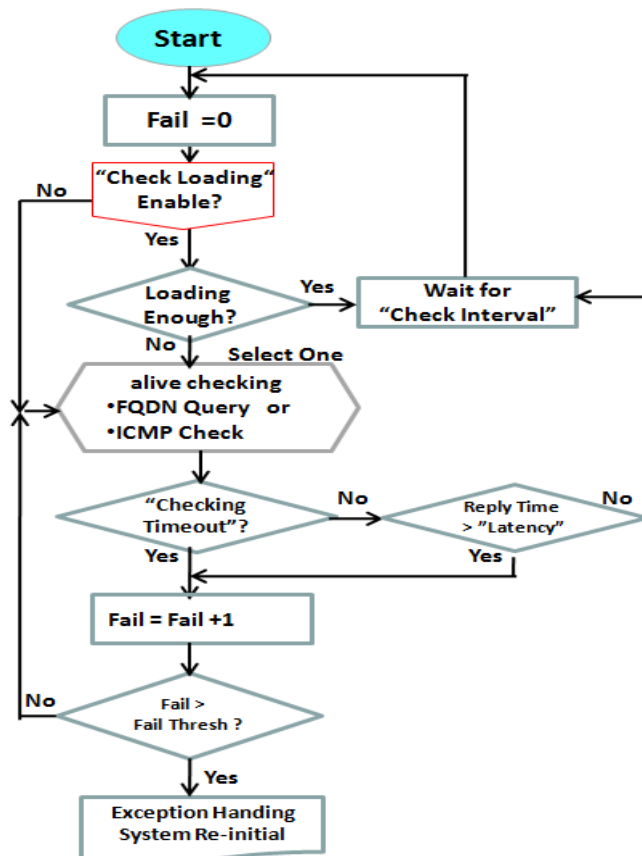 Start
Fail =0
No
“Check Loading“
Enable?
Yes
Loading
Enough?
Yes
Wait for
“Check Interval”
No
Select One
alive checking
•FQDN Query or
•ICMP Check
“Checking
Timeout”?
No
Reply Time
> ”Latency”
No
Yes
Yes
Fail = Fail +1
No
Fail >
Fail Thresh ?
Yes
Exception Handing
System Re-initial